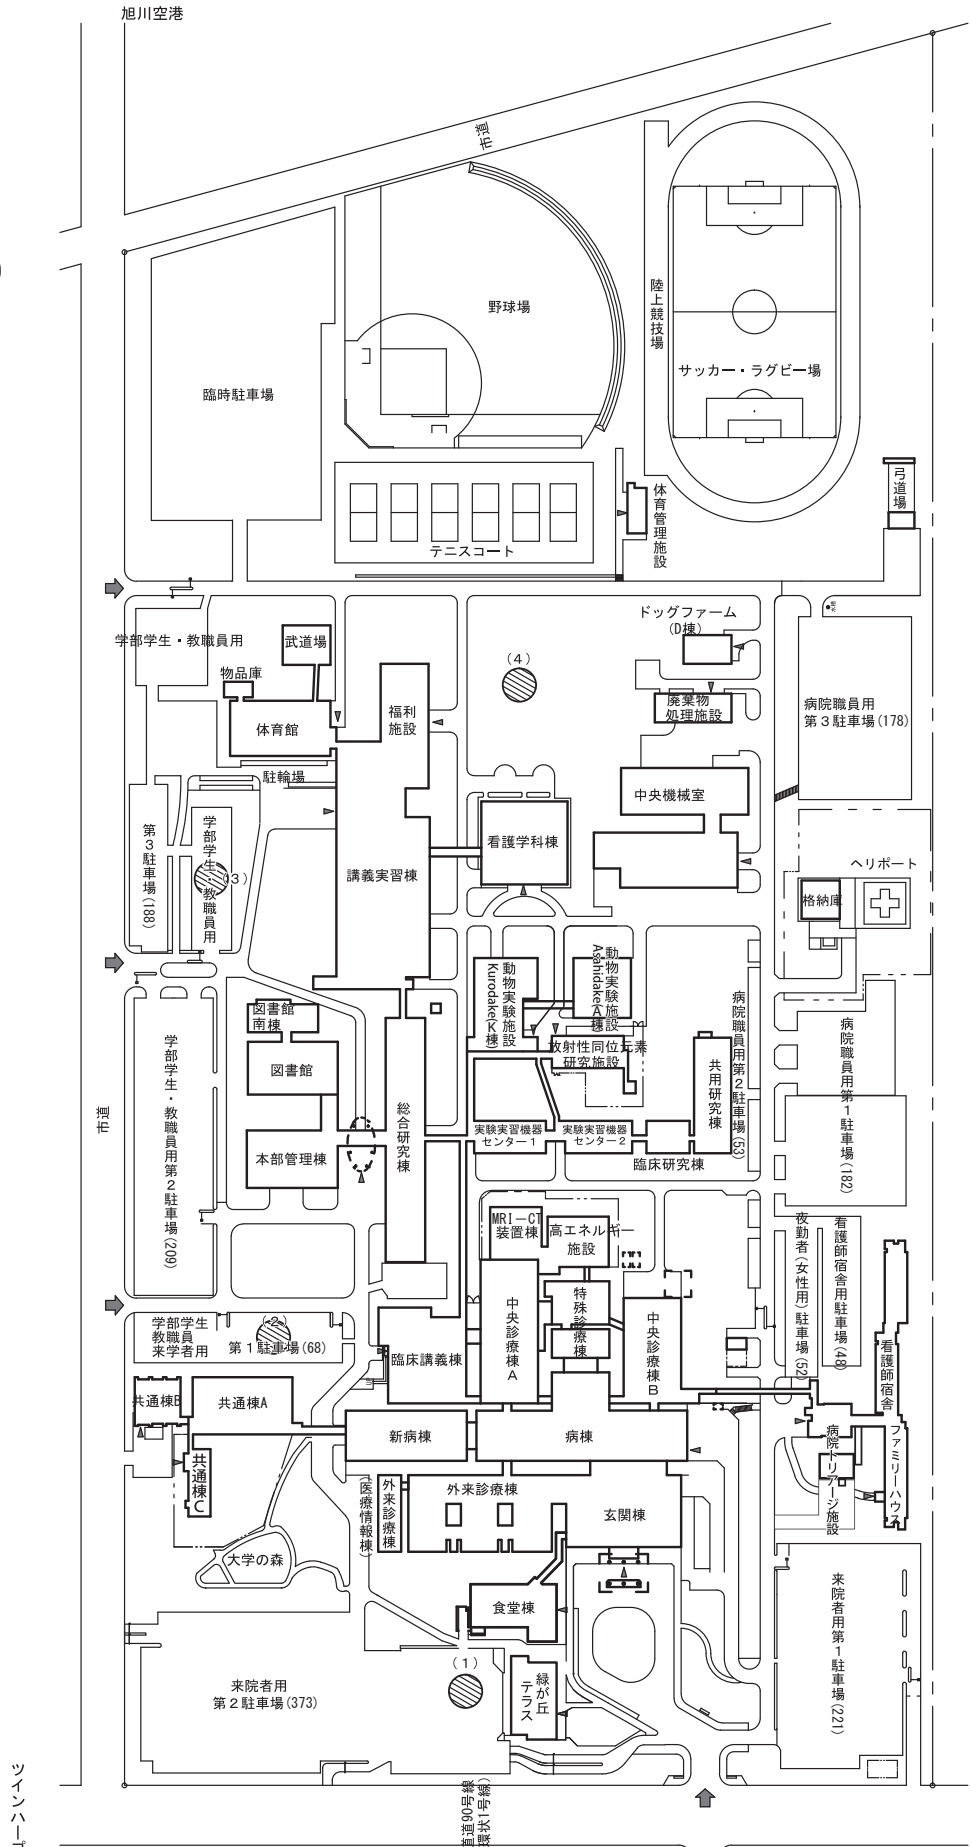 旭川空港
市道
野球場
陸上競技場
サッカー・ラグビー場
臨時駐車場
弓道場
体育管理施設
テニスコート
学部学生・教職員用
武道場
物品庫
体育館
福利
施設
(4)
ドッグファーム
(D棟)
廃棄物
処理施設
病院職員用
第3駐車場(178)
駐輪場
中央機械室
第3駐車場(188)
学部学生・教職員用
(3)
講義実習棟
看護学科棟
ヘリポート
格納庫
図書館
南棟
図書館
動物実験施設
Kurodake(K棟)
動物実験施設
Asahidake(A棟)
放射性同位元素
研究施設
共用研究棟
病院職員用第2駐車場(53)
病院職員用第1駐車場(182)
市道
学部学生・教職員用第2駐車場(209)
総合研究棟
本部管理棟
実験実習機器
センター1
実験実習機器
センター2
臨床研究棟
MRI-CT
装置棟
高エネルギー
施設
中央診療棟A
特殊診療棟
中央診療棟B
夜勤者(女性用)駐車場(52)
看護師宿舎用駐車場(48)
看護師宿舎
学部学生
教職員
来学者用
(2)
第1駐車場(68)
臨床講義棟
共通棟B
共通棟A
共通棟C
新病棟
病棟
病院トリアージ施設
ファミリーハウス
外来診療棟
(医療情報棟)
外来診療棟
玄関棟
大学の森
食堂棟
来院者用
第2駐車場(373)
(1)
緑が丘
テラス
来院者用第1駐車場(221)
道道90号線
(環状1号線)
ツインハープ